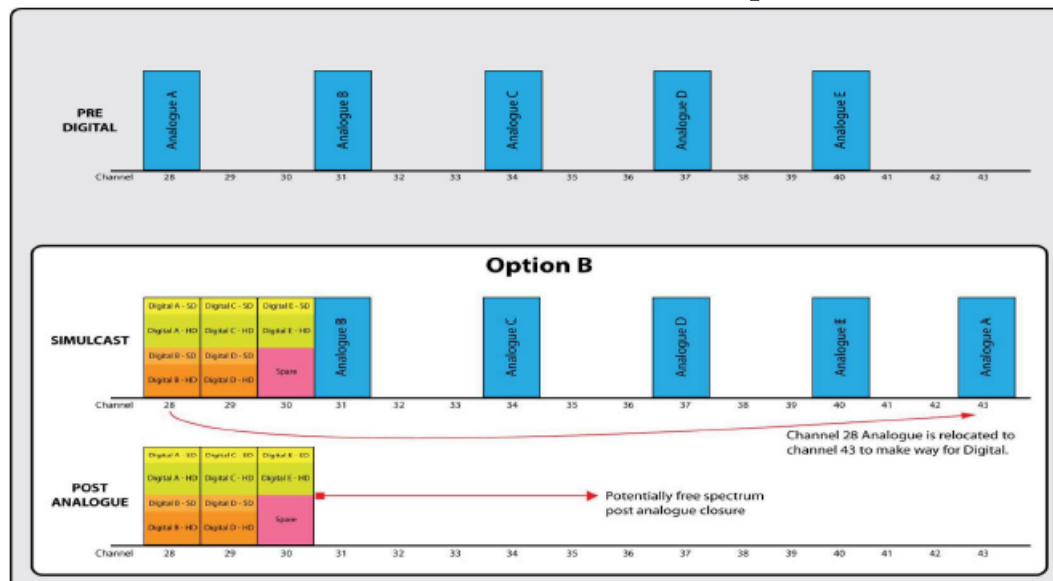 PRE
DIGITAL
Analogue A
Analogue B
Analogue C
Analogue D
Analogue E
Channel 28 29 30 31 32 33 34 35 36 37 38 39 40 41 42 43
Option B
SIMULCAST
Digital A - SD Digital C - SD Digital E - SD
Digital A - HD Digital C - HD Digital E - HD
Digital B - SD Digital D - SD
Spare
Digital B - HD Digital D - HD
Analogue B
Analogue C
Analogue D
Analogue E
Analogue A
Channel 28 29 30 31 32 33 34 35 36 37 38 39 40 41 42 43
Channel 28 Analogue is relocated to
channel 43 to make way for Digital.
POST
ANALOGUE
Digital A - SD Digital C - SD Digital E - SD
Digital A - HD Digital C - HD Digital E - HD
Digital B - SD Digital D - SD
Spare
Digital B - HD Digital D - HD
Potentially free spectrum
post analogue closure
Channel 28 29 30 31 32 33 34 35 36 37 38 39 40 41 42 43